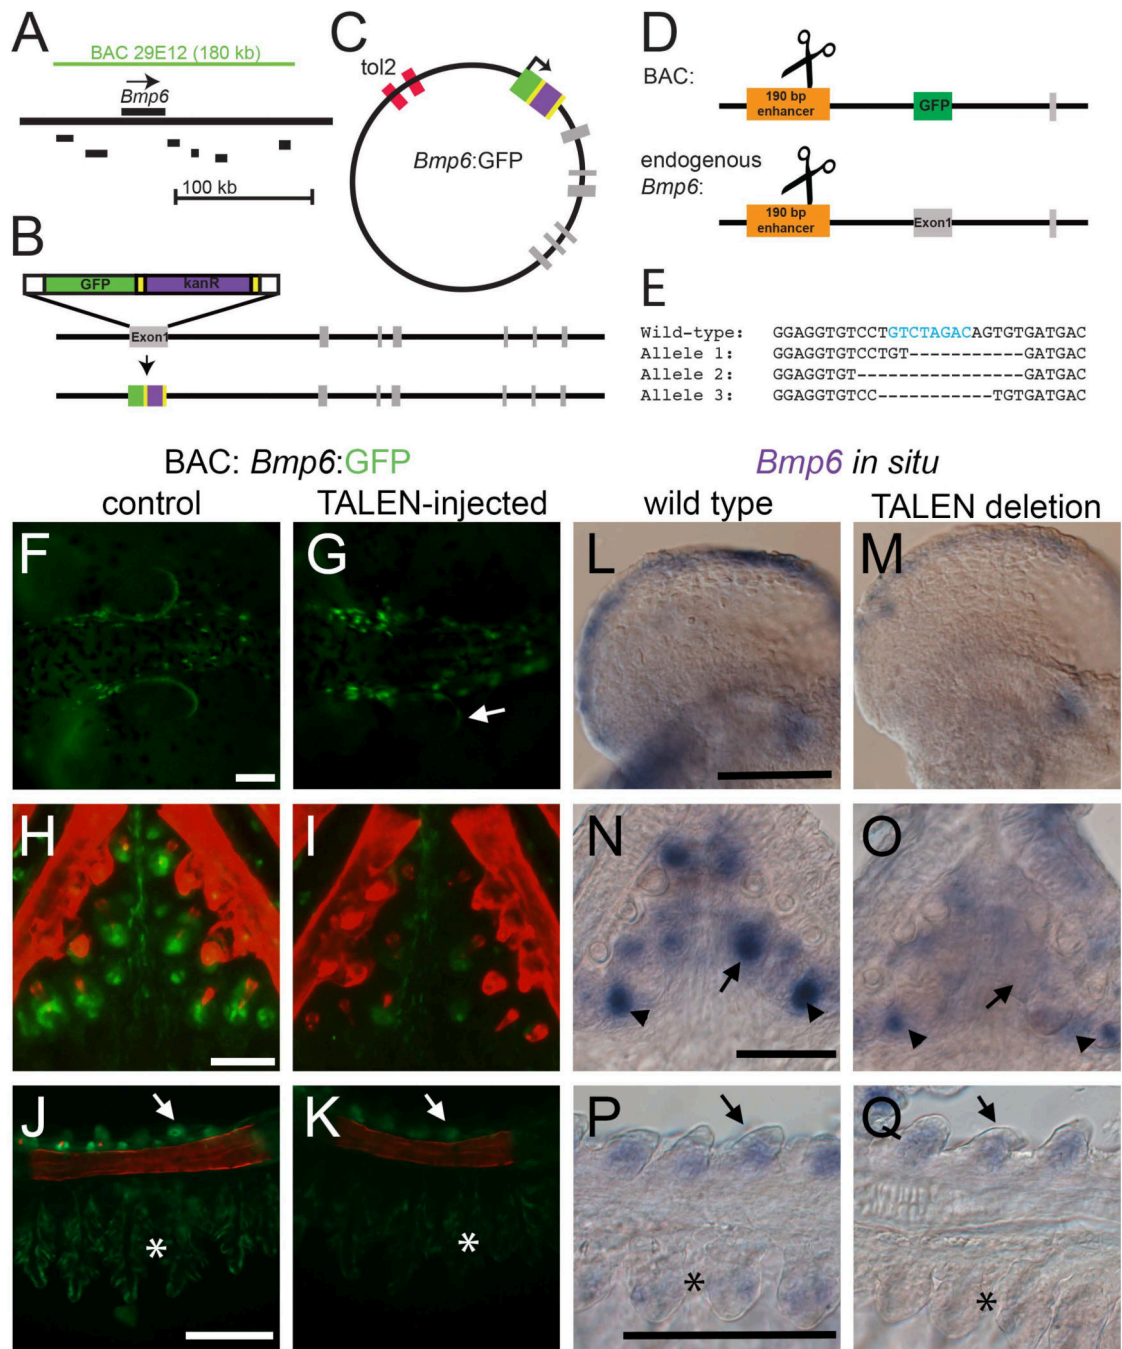 A
BAC 29E12 (180 kb)
Bmp6
100 kb
B
GFP kanR
Exon1
C
tol2
Bmp6:GFP
D
BAC:
190 bp
enhancer
GFP
endogenous
Bmp6:
190 bp
enhancer
Exon1
E
Wild-type: GGAGGTGTCCTGTCTAGACAGTGTGATGAC
Allele 1: GGAGGTGTCCTGT-----------GATGAC
Allele 2: GGAGGTGT----------------GATGAC
Allele 3: GGAGGTGTCC-----------TGTGATGAC
BAC: Bmp6:GFP
control TALEN-injected
Bmp6 in situ
wild type TALEN deletion
F G L M
H I N O
J K P Q
* * * *